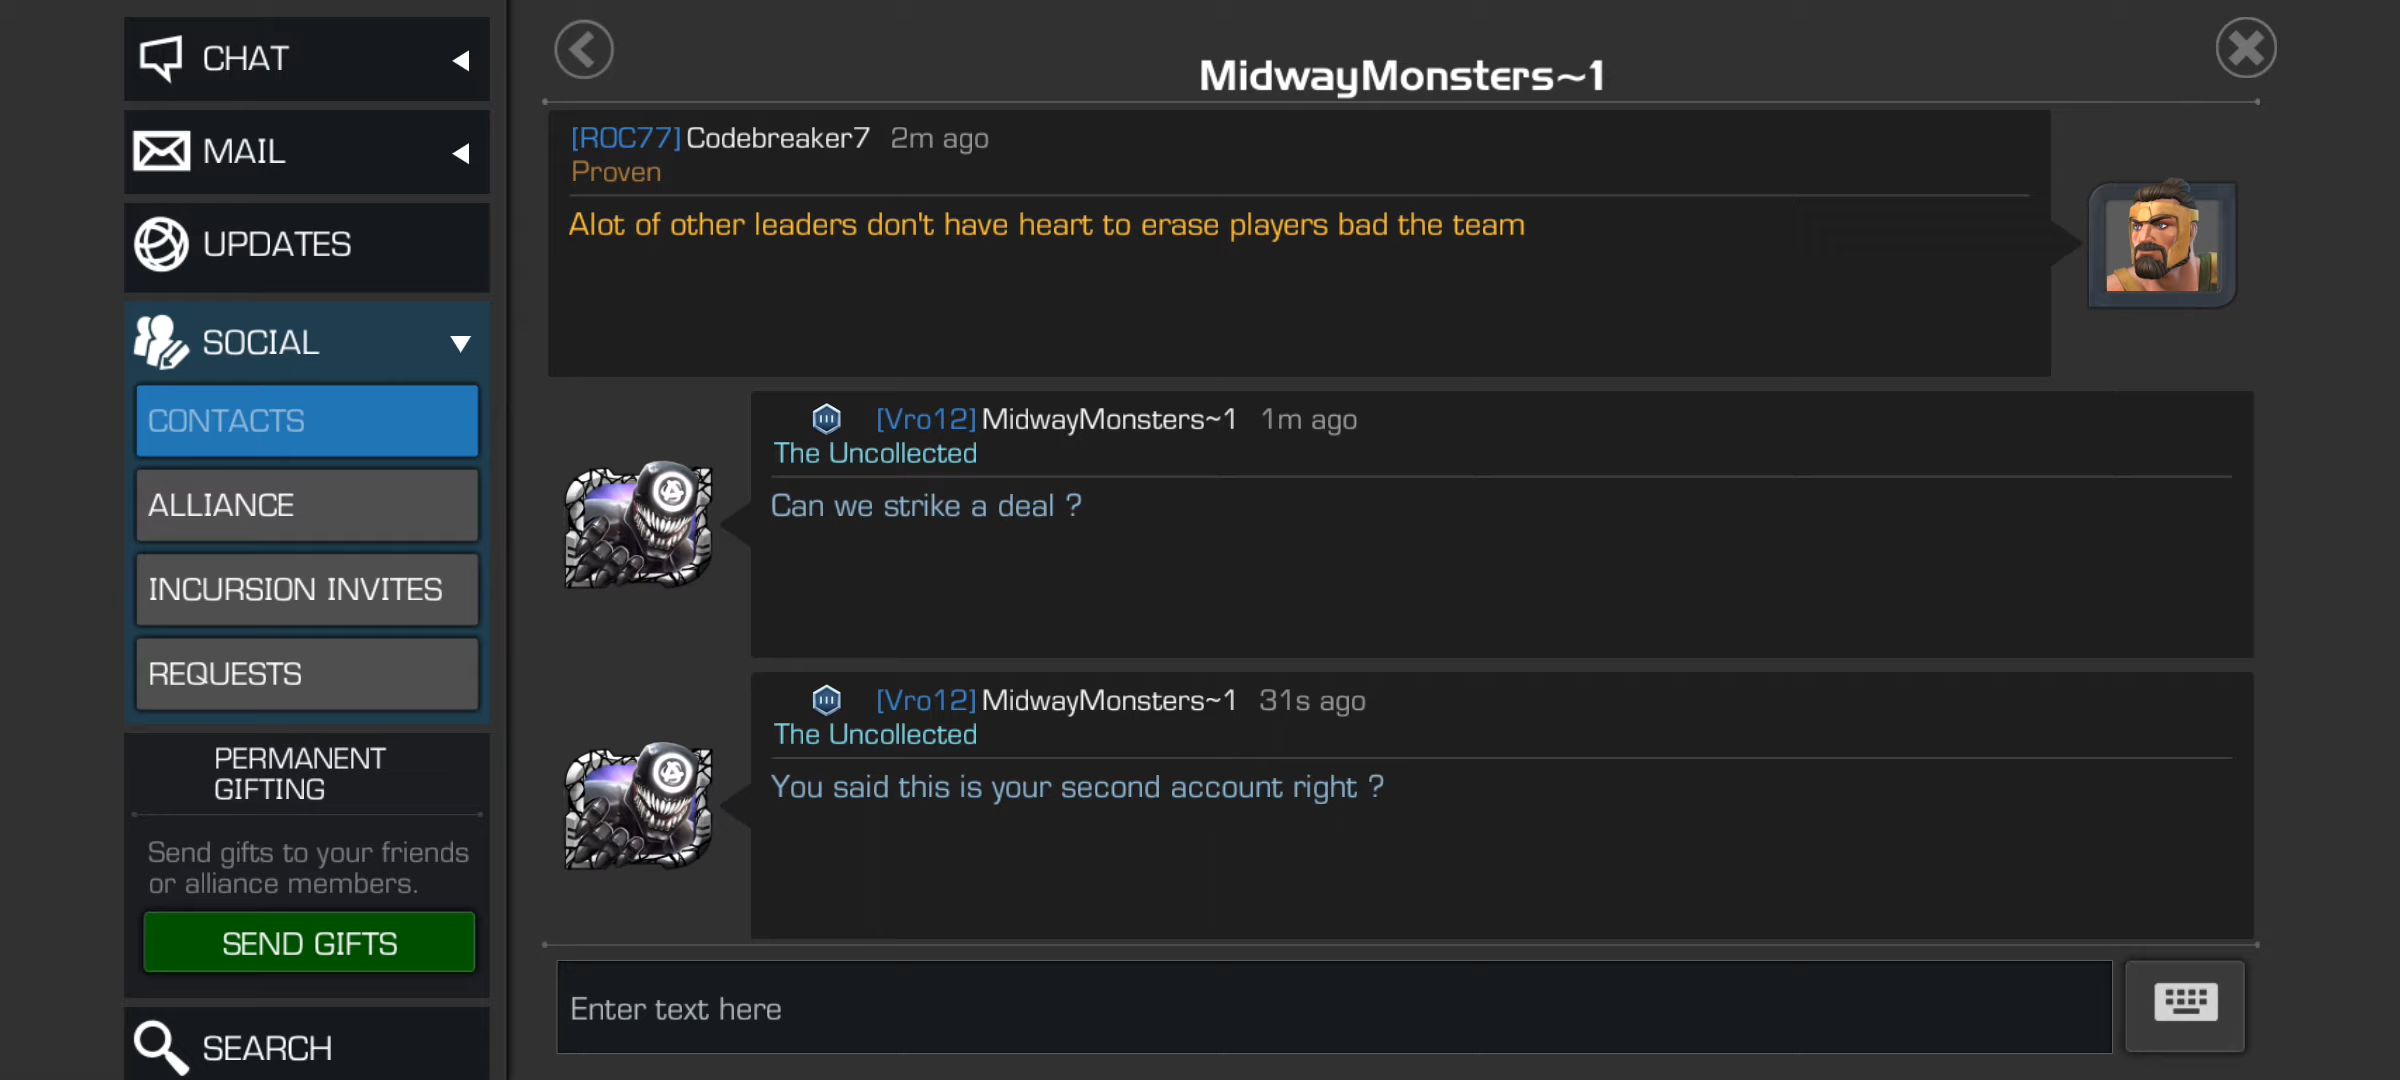 CHAT
MAIL
UPDATES
SOCIAL
CONTACTS
ALLIANCE
INCURSION INVITES
REQUESTS
PERMANENT
GIFTING
Send gifts to your friends
or alliance members.
SEND GIFTS
SEARCH
MidwayMonsters~1
[ROC77] Codebreaker7 2m ago
Proven
Alot of other leaders don't have heart to erase players bad the team
[Vro12] MidwayMonsters~1 1m ago
The Uncollected
Can we strike a deal ?
[Vro12] MidwayMonsters~1 31s ago
The Uncollected
You said this is your second account right ?
Enter text here